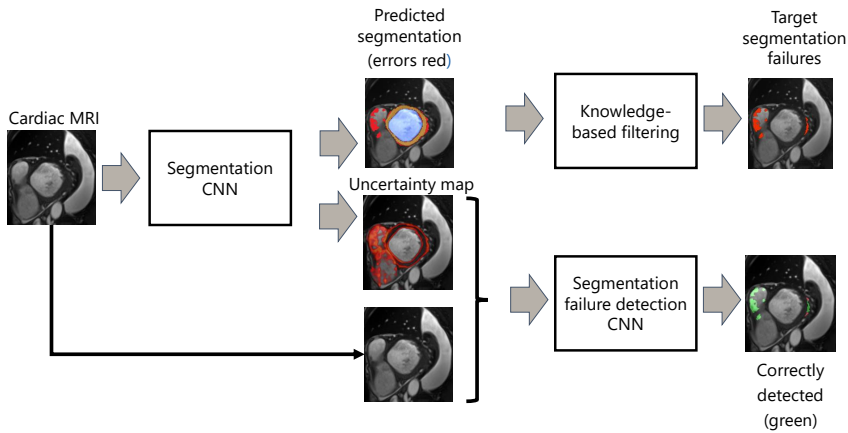 Predicted
segmentation
(errors red)
Target
segmentation
failures
Cardiac MRI
Segmentation
CNN
Knowledge-
based filtering
Uncertainty map
Segmentation
failure detection
CNN
Correctly
detected
(green)